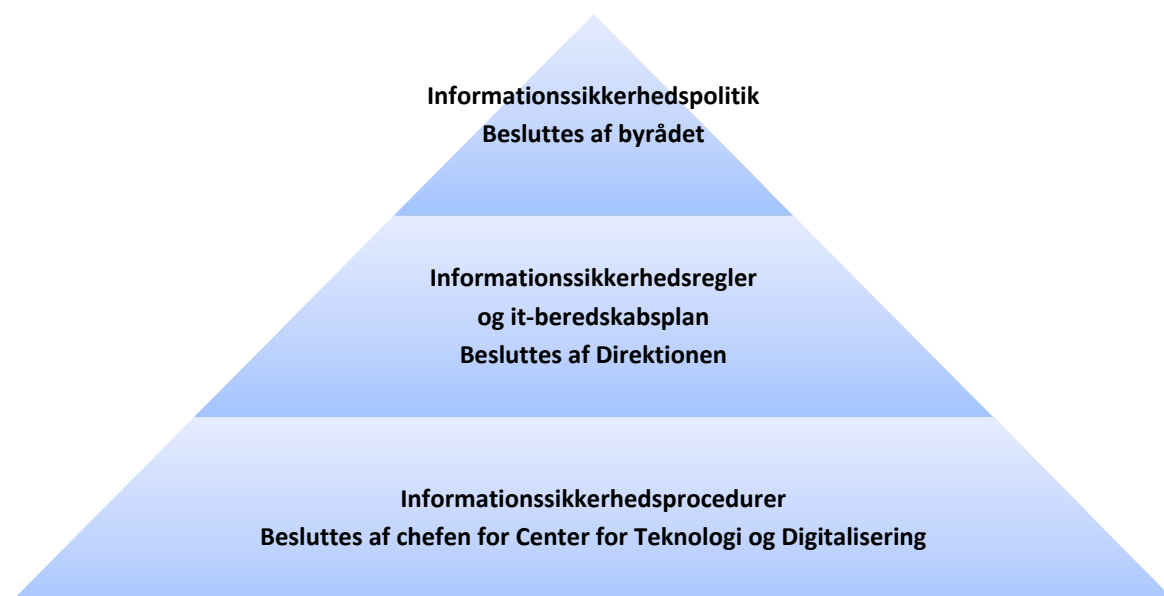 Informationssikkerhedspolitik
Besluttes af byrådet
Informationssikkerhedsregler
og it-beredskabsplan
Besluttes af Direktionen
Informationssikkerhedsprocedurer
Besluttes af chefen for Center for Teknologi og Digitalisering